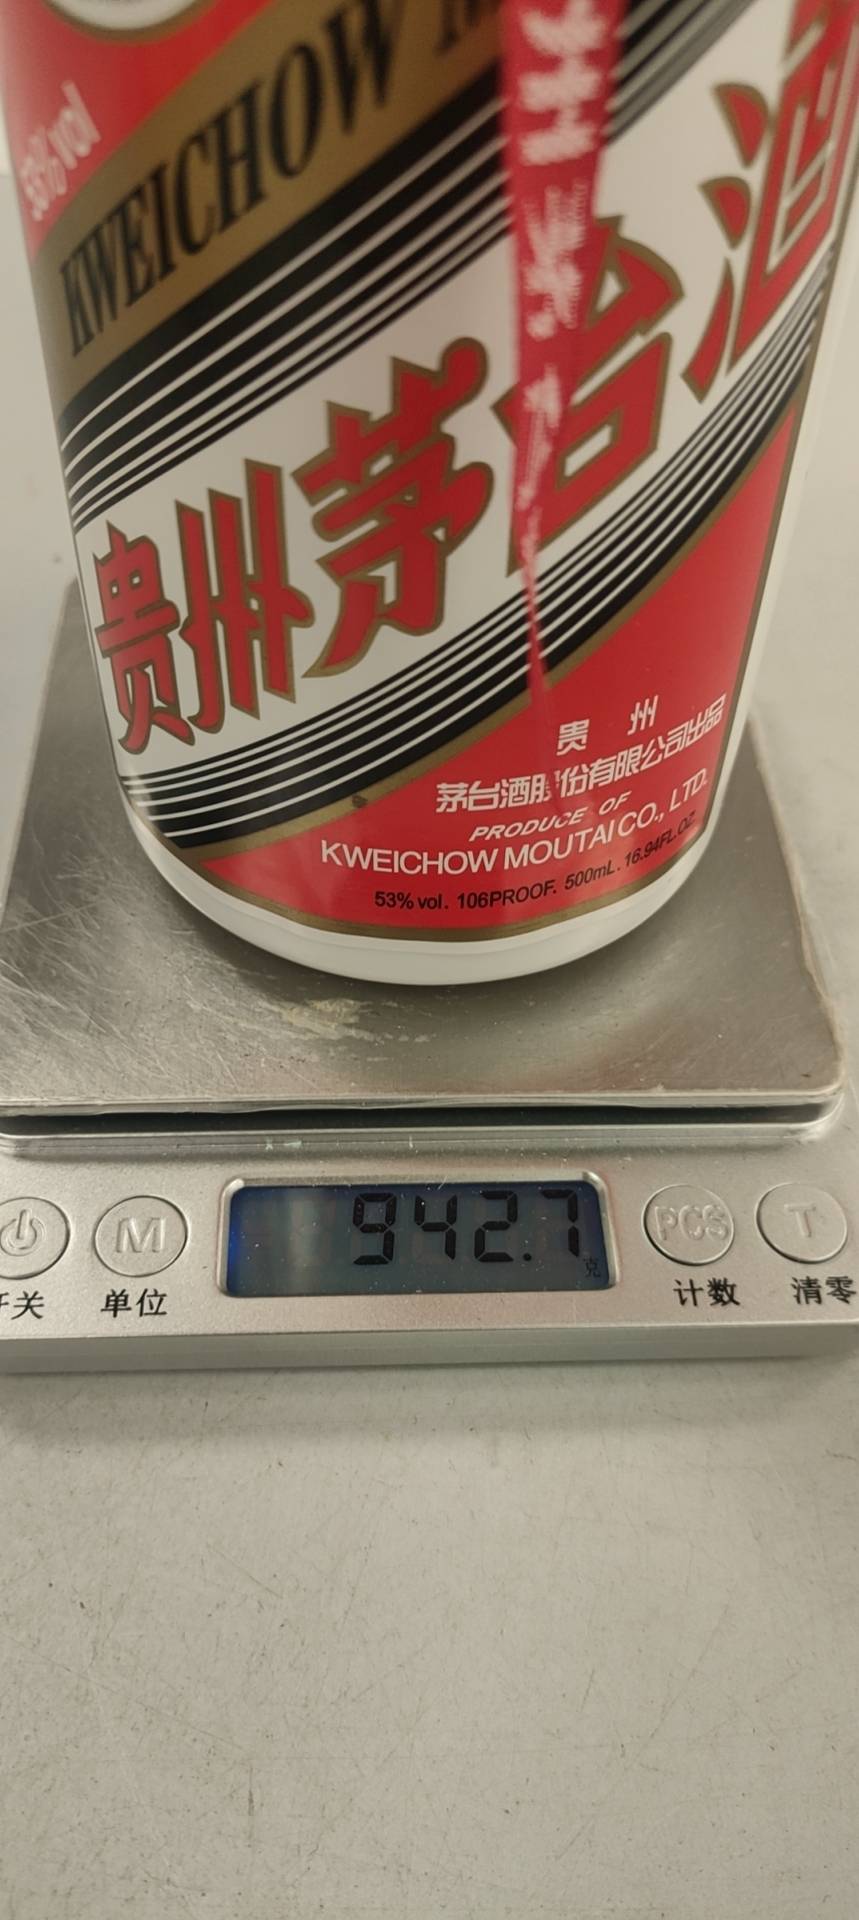 53%vol
KWEICHOW
贵州茅台酒
贵 州
茅台酒股份有限公司出品
PRODUCE OF
KWEICHOW MOUTAI CO., LTD.
53% vol. 106PROOF. 500mL. 16.94FL.OZ.
942.7
克
M
PCS
T
开关
单位
计数
清零